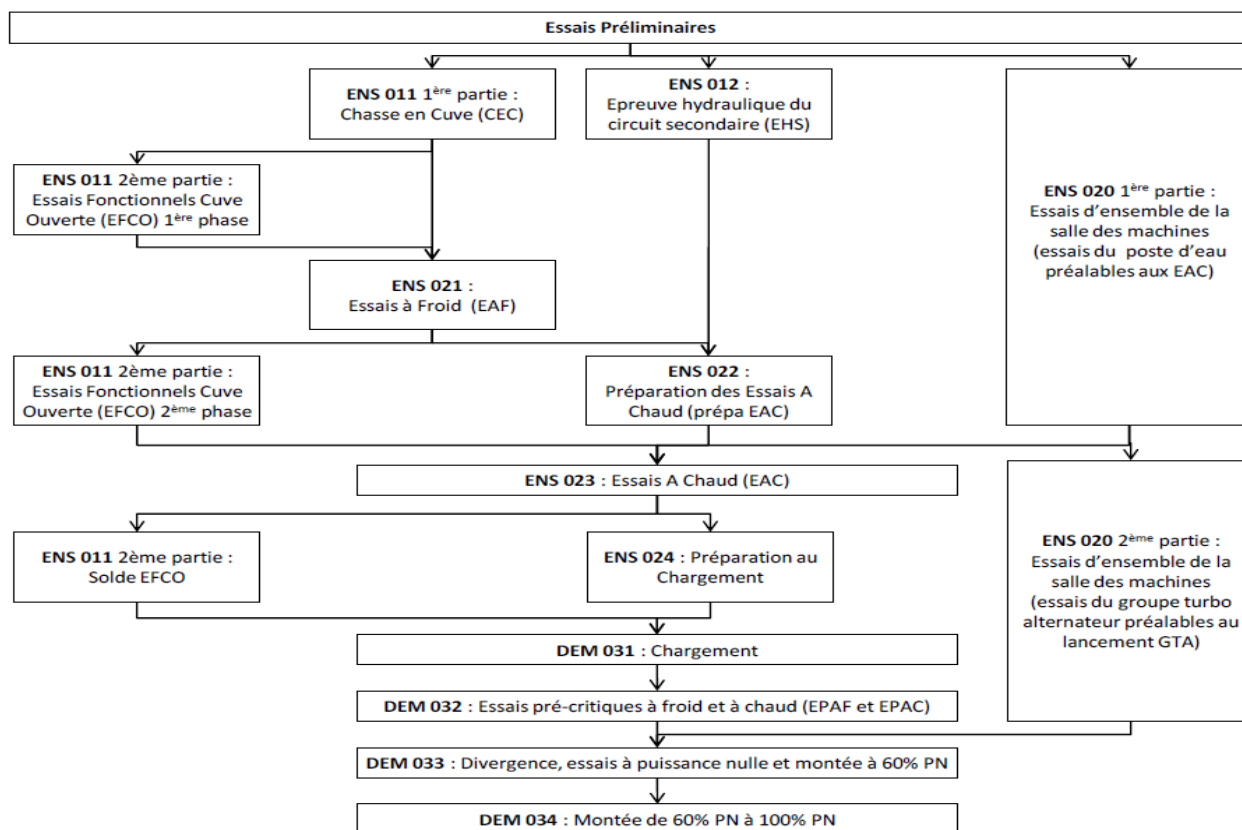 Essais Préliminaires
ENS 011 1ère partie :
Chasse en Cuve (CEC)
ENS 012 :
Epreuve hydraulique du
circuit secondaire (EHS)
ENS 020 1ère partie :
Essais d'ensemble de la
salle des machines
(essais du poste d'eau
préalables aux EAC)
ENS 011 2ème partie :
Essais Fonctionnels Cuve
Ouverte (EFCO) 1ère phase
ENS 021 :
Essais à Froid (EAF)
ENS 011 2ème partie :
Essais Fonctionnels Cuve
Ouverte (EFCO) 2ème phase
ENS 022 :
Préparation des Essais A
Chaud (prépa EAC)
ENS 023 : Essais A Chaud (EAC)
ENS 011 2ème partie :
Solde EFCO
ENS 024 : Préparation au
Chargement
ENS 020 2ème partie :
Essais d'ensemble de la
salle des machines
(essais du groupe turbo
alternateur préalables au
lancement GTA)
DEM 031 : Chargement
DEM 032 : Essais pré-critiques à froid et à chaud (EPAF et EPAC)
DEM 033 : Divergence, essais à puissance nulle et montée à 60% PN
DEM 034 : Montée de 60% PN à 100% PN